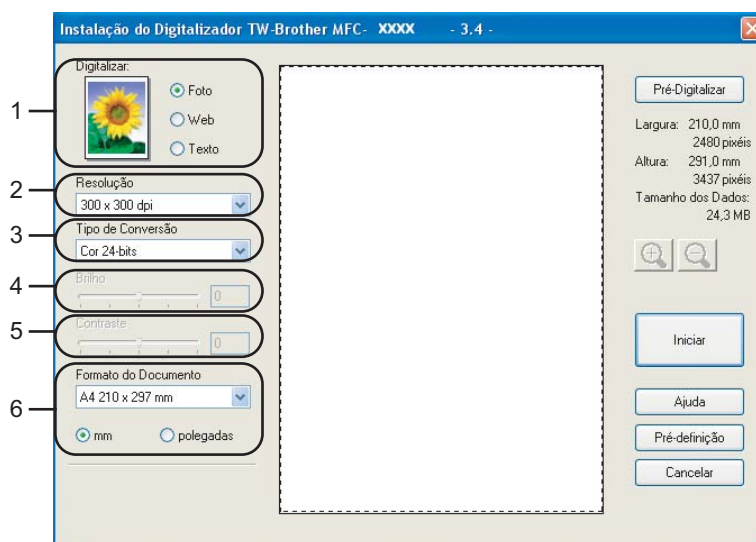 Instalação do Digitalizador TW-Brother MFC- XXXX - 3.4 -
1
Digitalizar:
Foto
Web
Texto
2
Resolução
300 x 300 dpi
3
Tipo de Conversão
Cor 24-bits
4
Brilho
0
5
Contraste
0
6
Formato do Documento
A4 210 x 297 mm
mm
polegadas
Pré-Digitalizar
Largura: 210,0 mm
2480 pixéis
Altura: 291,0 mm
3437 pixéis
Tamanho dos Dados:
24,3 MB
Iniciar
Ajuda
Pré-definição
Cancelar